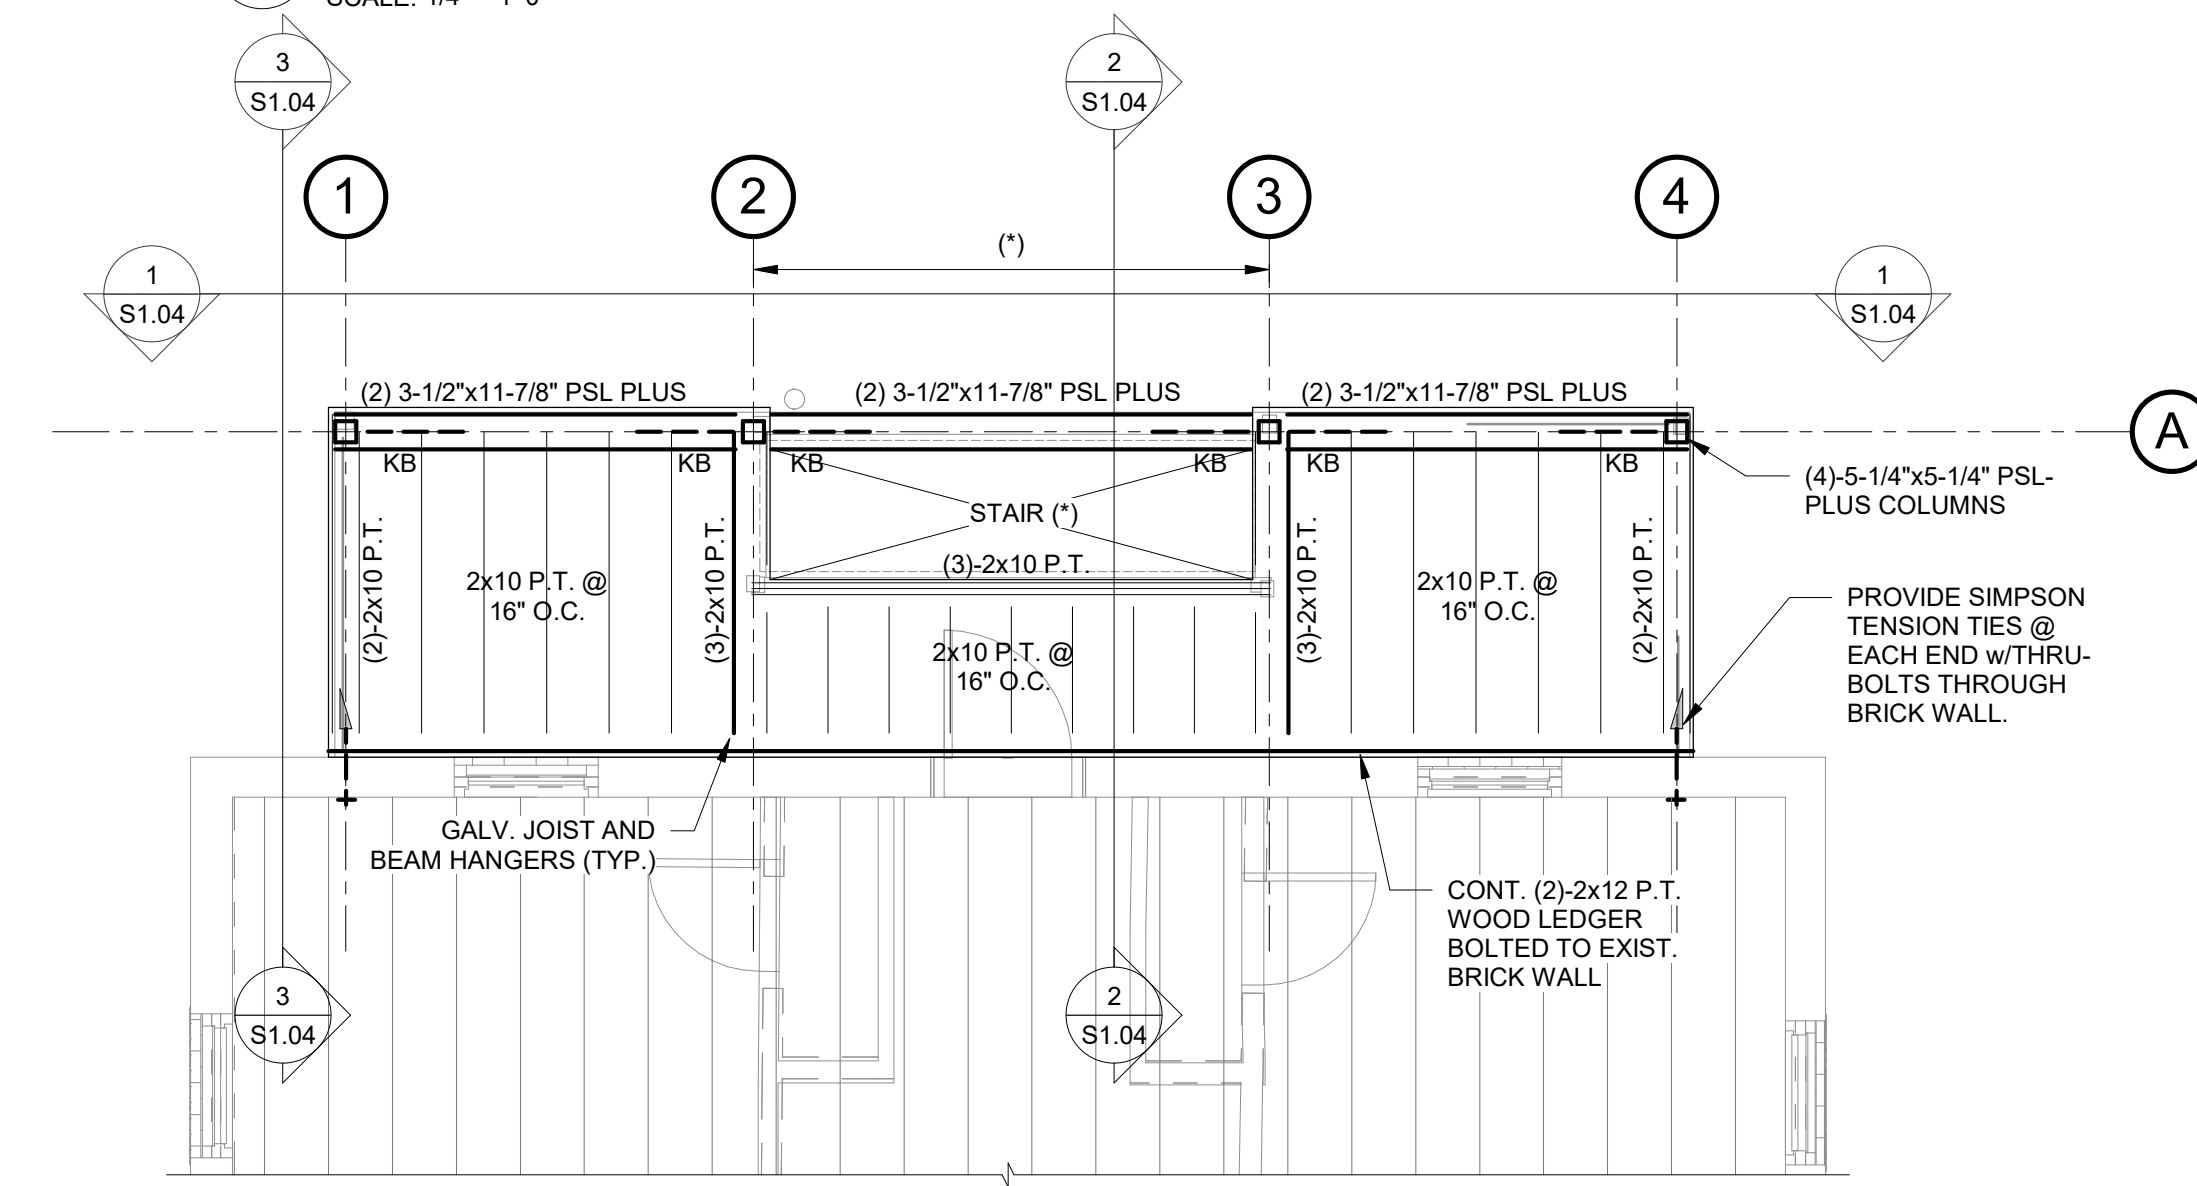 3
S1.04
2
S1.04
1
2
3
4
(*)
1
S1.04
1
S1.04
(2) 3-1/2"x11-7/8" PSL PLUS
(2) 3-1/2"x11-7/8" PSL PLUS
(2) 3-1/2"x11-7/8" PSL PLUS
A
KB
KB
KB
KB
KB
KB
(4)-5-1/4"x5-1/4" PSL-
PLUS COLUMNS
STAIR (*)
(3)-2x10 P.T.
(2)-2x10 P.T.
2x10 P.T. @
16" O.C.
(3)-2x10 P.T.
(3)-2x10 P.T.
2x10 P.T. @
16" O.C.
(2)-2x10 P.T.
2x10 P.T. @
16" O.C.
PROVIDE SIMPSON
TENSION TIES @
EACH END w/THRU-
BOLTS THROUGH
BRICK WALL.
GALV. JOIST AND
BEAM HANGERS (TYP.)
CONT. (2)-2x12 P.T.
WOOD LEDGER
BOLTED TO EXIST.
BRICK WALL
3
S1.04
2
S1.04